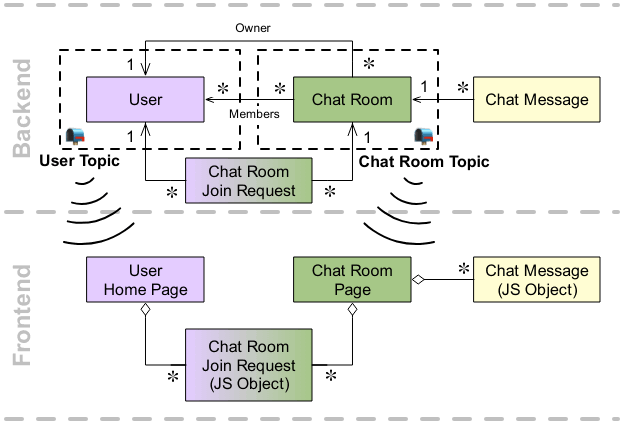 Backend
Owner
1
*
User
*
*
Members
Chat Room
1
*
Chat Message
1
1
User Topic
Chat Room Topic
*
Chat Room
Join Request
*
Frontend
User
Home Page
Chat Room
Page
*
Chat Message
(JS Object)
*
Chat Room
Join Request
(JS Object)
*